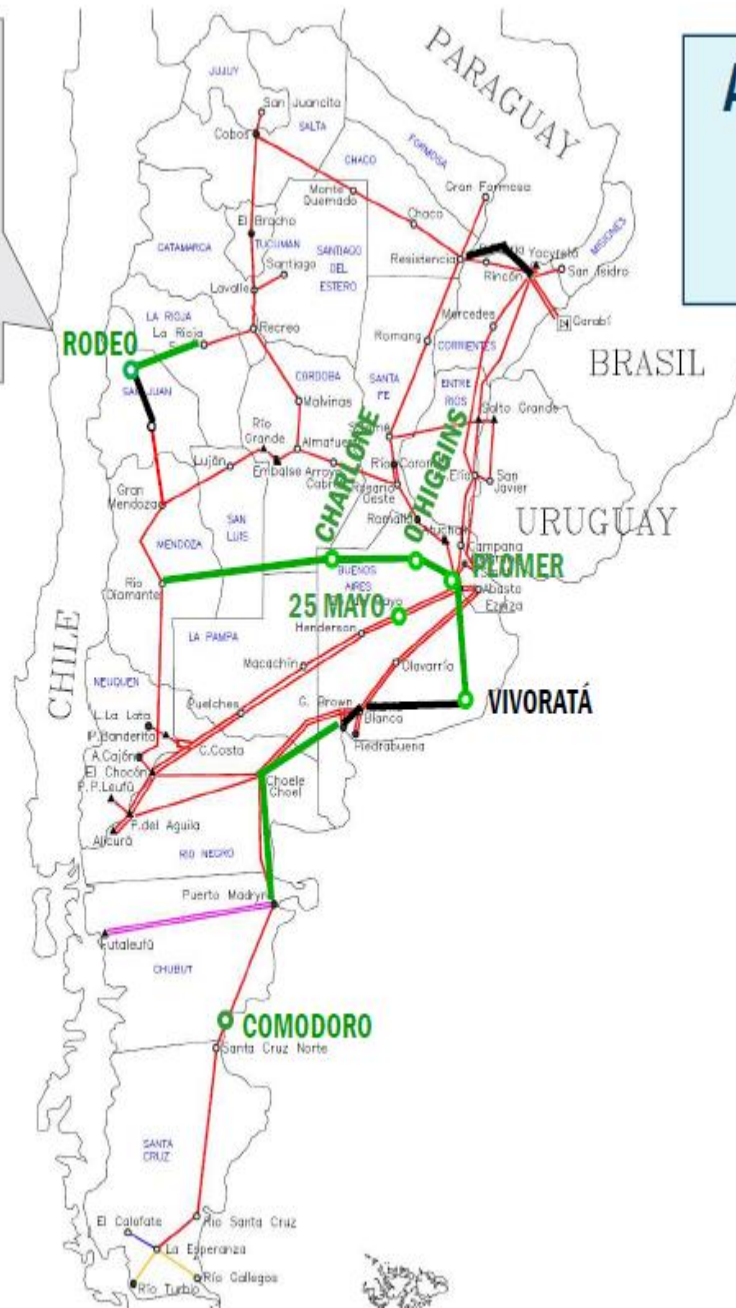 A
PARAGUAY
JUJUY
San Juancito
SALTA
Cobos
FORMOSA
CHACO
Monte
Quemado
Gran Formosa
Chaco
El Bracho
TUCUMAN
CATAMARCA
SANTIAGO
DEL
ESTERO
Santiago
Lavalle
MISIONES
Resistencia
Yacyretá
Rincón
San Isidro
LA RIOJA
La Rioja
Recreo
Romang
Mercedes
CORRIENTES
Garabí
BRASIL
RODEO
SAN JUAN
CORDOBA
Malvinas
SANTA
FE
ENTRE
RIOS
Salto Grande
Río
Grande
Almafuerte
Luján
Embalse
Arroyo
Cabral
CHARLONE
O´HIGGINS
Río
Coronda
Rosario
Oeste
Elía
San
Javier
Gran
Mendoza
SAN
LUIS
MENDOZA
Ramallo
URUGUAY
Campana
BUENOS
AIRES
PLOMER
Río
Diamante
Abasto
Ezeiza
25 MAYO
CHILE
LA PAMPA
Henderson
Macachín
Olavarría
NEUQUEN
Puelches
G. Brown
VIVORATÁ
L.La Lata
P.Banderita
Blanca
Piedrabuena
A.Cajón
C.Costa
El Chocón
P.P.Leufú
Choele
Choel
P.del Aguila
Alicurá
RIO NEGRO
Puerto Madryn
Futaleufú
CHUBUT
COMODORO
Santa Cruz Norte
SANTA
CRUZ
El Calafate
Rio Santa Cruz
La Esperanza
Río Turbio
Río Gallegos